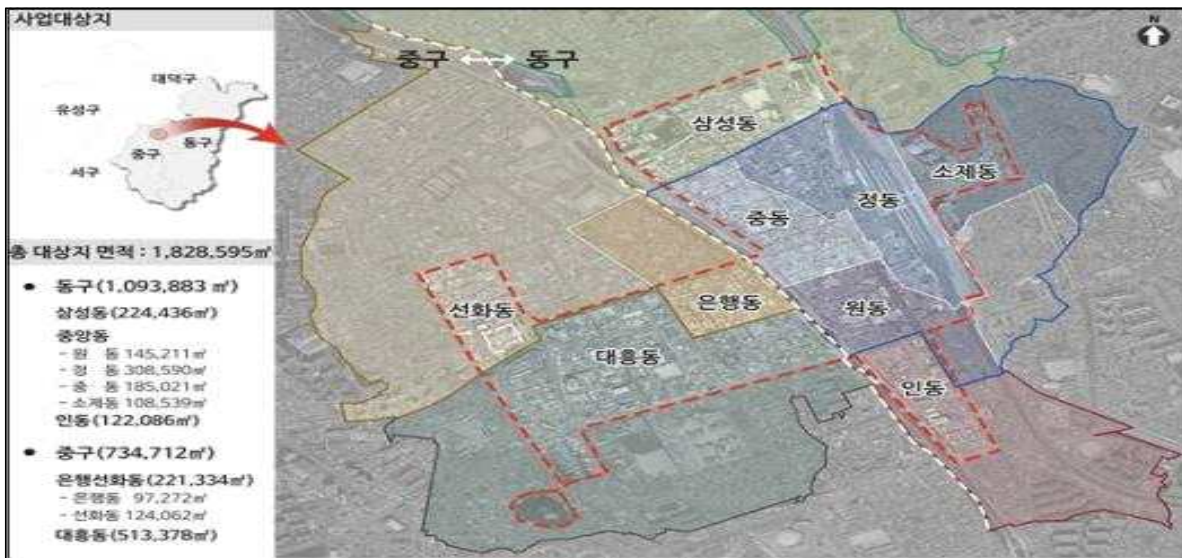 사업대상지
대덕구
유성구
동구
중구
서구
총 대상지 면적 : 1,828,595㎡
● 동구(1,093,883 ㎡)
삼성동(224,436㎡)
중앙동
- 원 동 145,211㎡
- 정 동 308,590㎡
- 중 동 185,021㎡
- 소제동 108,539㎡
인동(122,086㎡)
● 중구(734,712㎡)
은행선화동(221,334㎡)
- 은행동 97,272㎡
- 선화동 124,062㎡
대흥동(513,378㎡)
중구 ↔ 동구
N
삼성동
소제동
정동
중동
선화동
은행동
원동
대흥동
인동